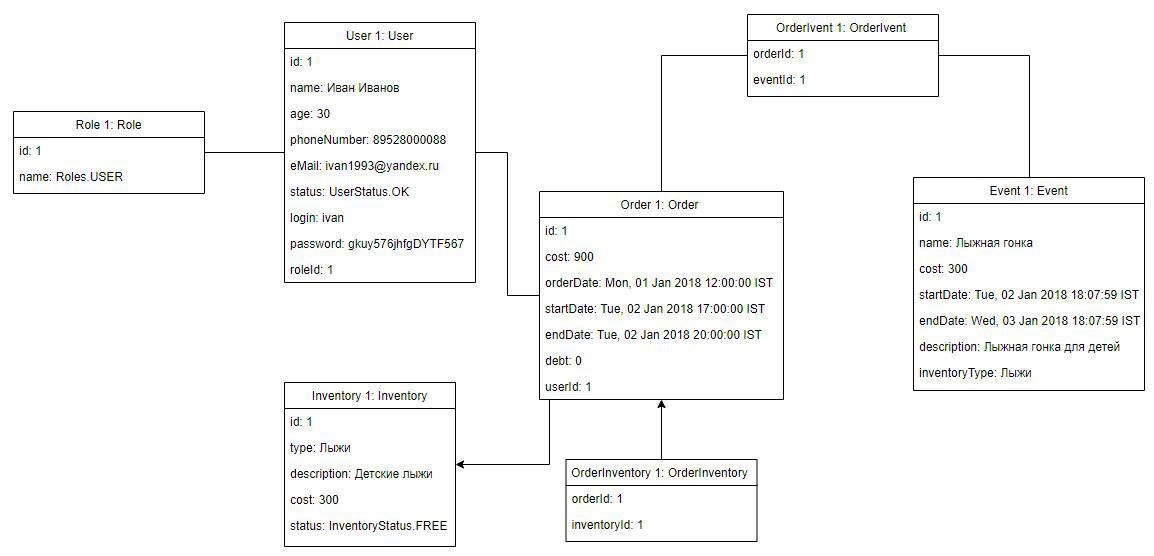 Role 1: Role
id: 1
name: Roles.USER
User 1: User
id: 1
name: Иван Иванов
age: 30
phoneNumber: 89528000088
eMail: ivan1993@yandex.ru
status: UserStatus.OK
login: ivan
password: gkuy576jhfgDYTF567
roleId: 1
OrderIvent 1: OrderIvent
orderId: 1
eventId: 1
Order 1: Order
id: 1
cost: 900
orderDate: Mon, 01 Jan 2018 12:00:00 IST
startDate: Tue, 02 Jan 2018 17:00:00 IST
endDate: Tue, 02 Jan 2018 20:00:00 IST
debt: 0
userId: 1
Event 1: Event
id: 1
name: Лыжная гонка
cost: 300
startDate: Tue, 02 Jan 2018 18:07:59 IST
endDate: Wed, 03 Jan 2018 18:07:59 IST
description: Лыжная гонка для детей
inventoryType: Лыжи
Inventory 1: Inventory
id: 1
type: Лыжи
description: Детские лыжи
cost: 300
status: InventoryStatus.FREE
OrderInventory 1: OrderInventory
orderId: 1
inventoryId: 1